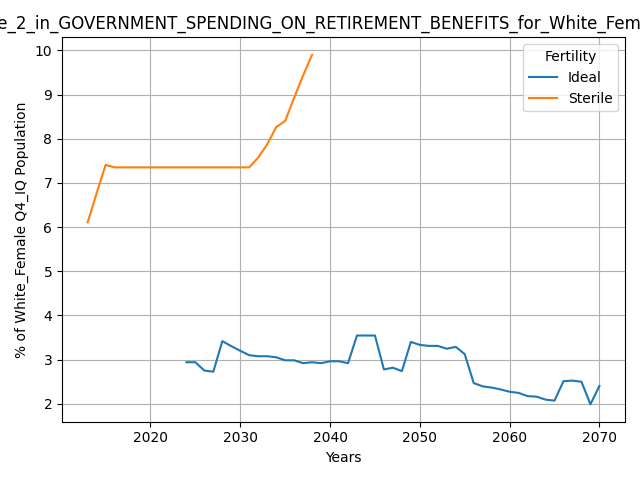 e_2_in_GOVERNMENT_SPENDING_ON_RETIREMENT_BENEFITS_for_White_Fem
Fertility
Ideal
Sterile
% of White_Female Q4_IQ Population
10
9
8
7
6
5
4
3
2
2020 2030 2040 2050 2060 2070
Years